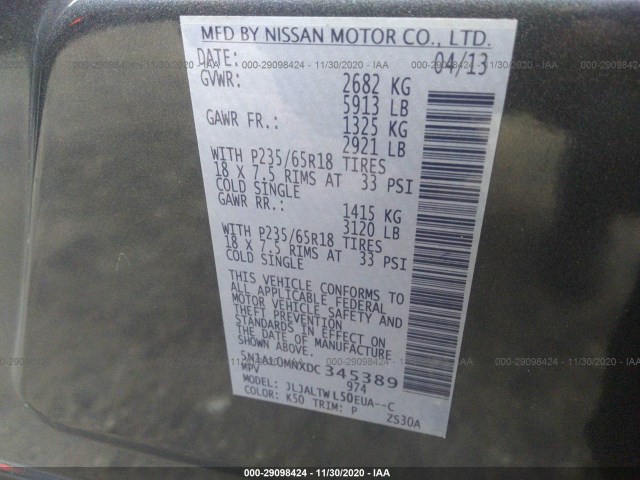 MFD BY NISSAN MOTOR CO., LTD.
DATE: 04/13
GVWR: 2682 KG
5913 LB
GAWR FR.: 1325 KG
2921 LB
WITH P235/65R18 TIRES
18 X 7.5 RIMS AT 33 PSI
COLD SINGLE
GAWR RR.: 1415 KG
3120 LB
WITH P235/65R18 TIRES
18 X 7.5 RIMS AT 33 PSI
COLD SINGLE
THIS VEHICLE CONFORMS TO
ALL APPLICABLE FEDERAL
MOTOR VEHICLE SAFETY AND
THEFT PREVENTION
STANDARDS IN EFFECT ON
THE DATE OF MANUFACTURE
SHOWN ABOVE.
5N1AL0MNXDC345389
MPV 974
MODEL: JLJALTWL50EUA--C
COLOR: K50 TRIM: P ZS30A
000-29098424 - 11/30/2020 - IAA